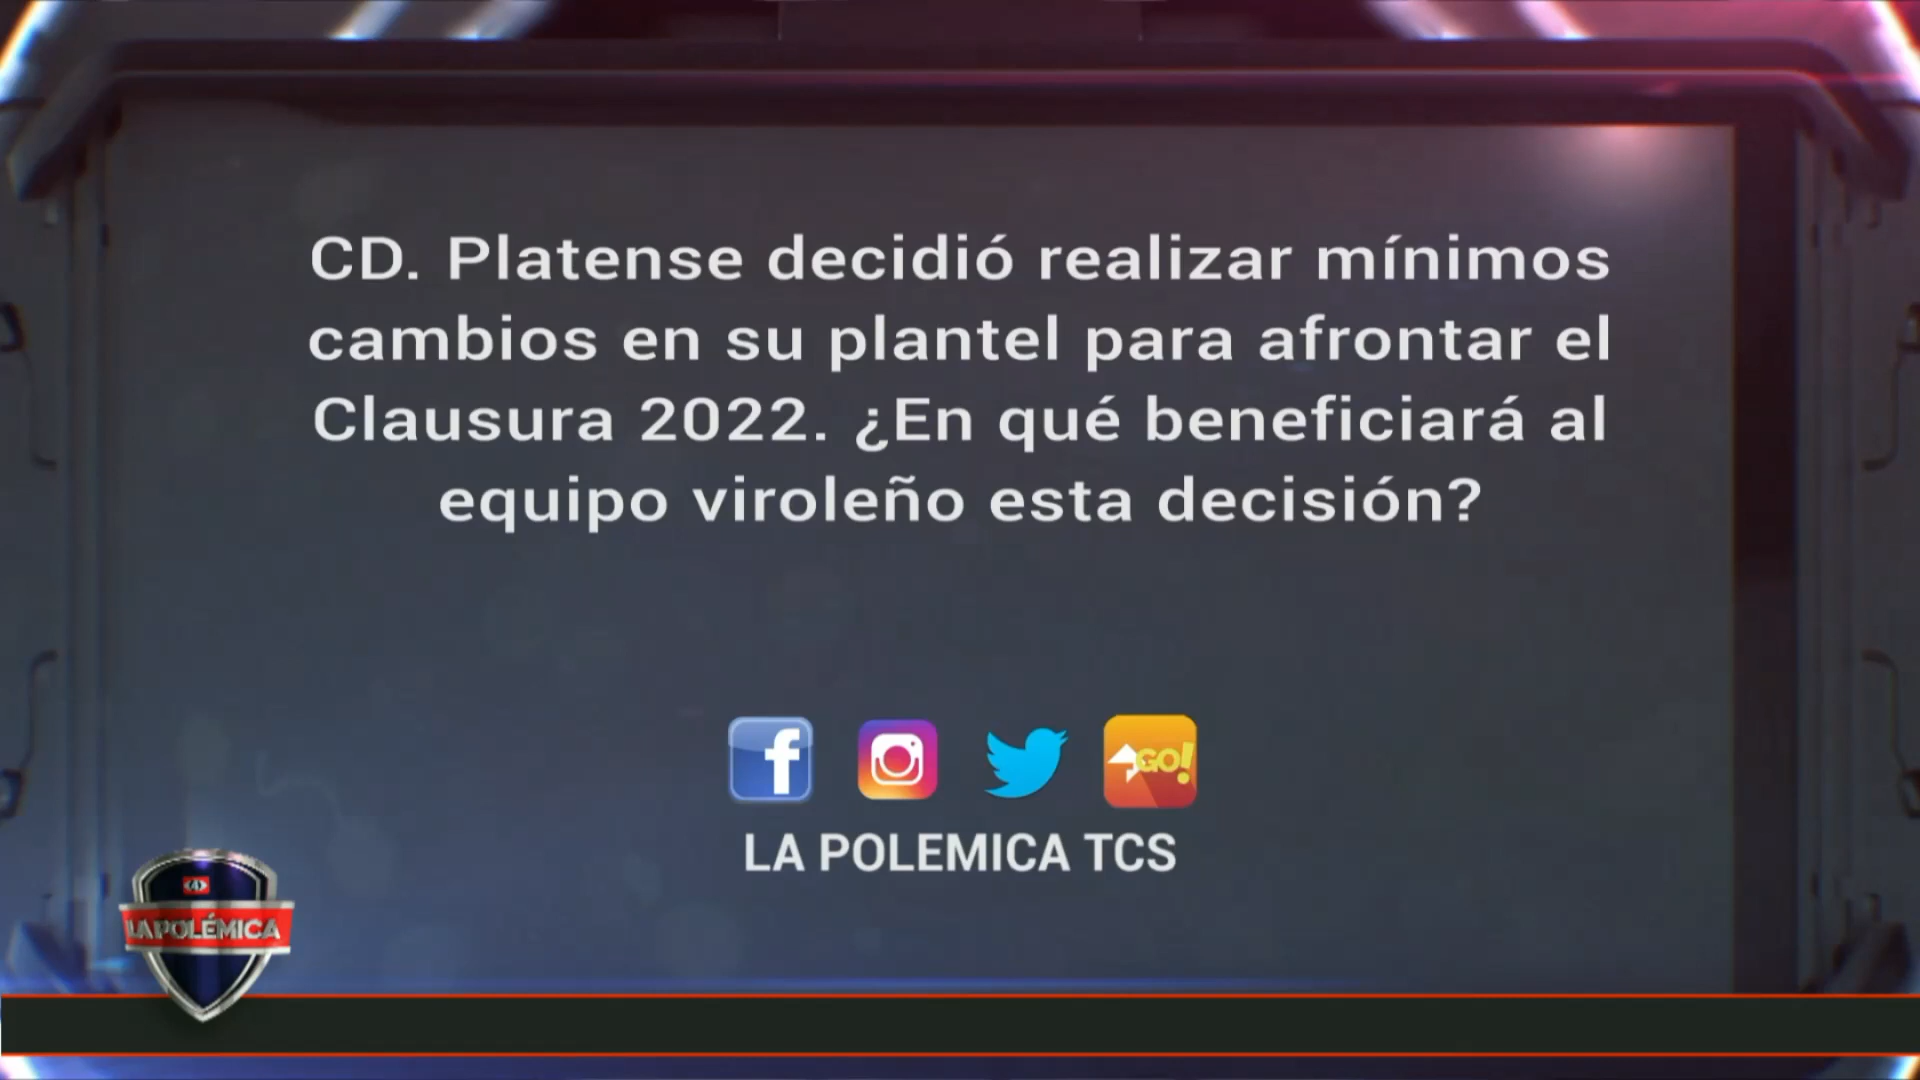 CD. Platense decidió realizar mínimos
cambios en su plantel para afrontar el
Clausura 2022. ¿En qué beneficiará al
equipo viroleño esta decisión?
GO!
LA POLEMICA TCS
4
LA POLÉMICA